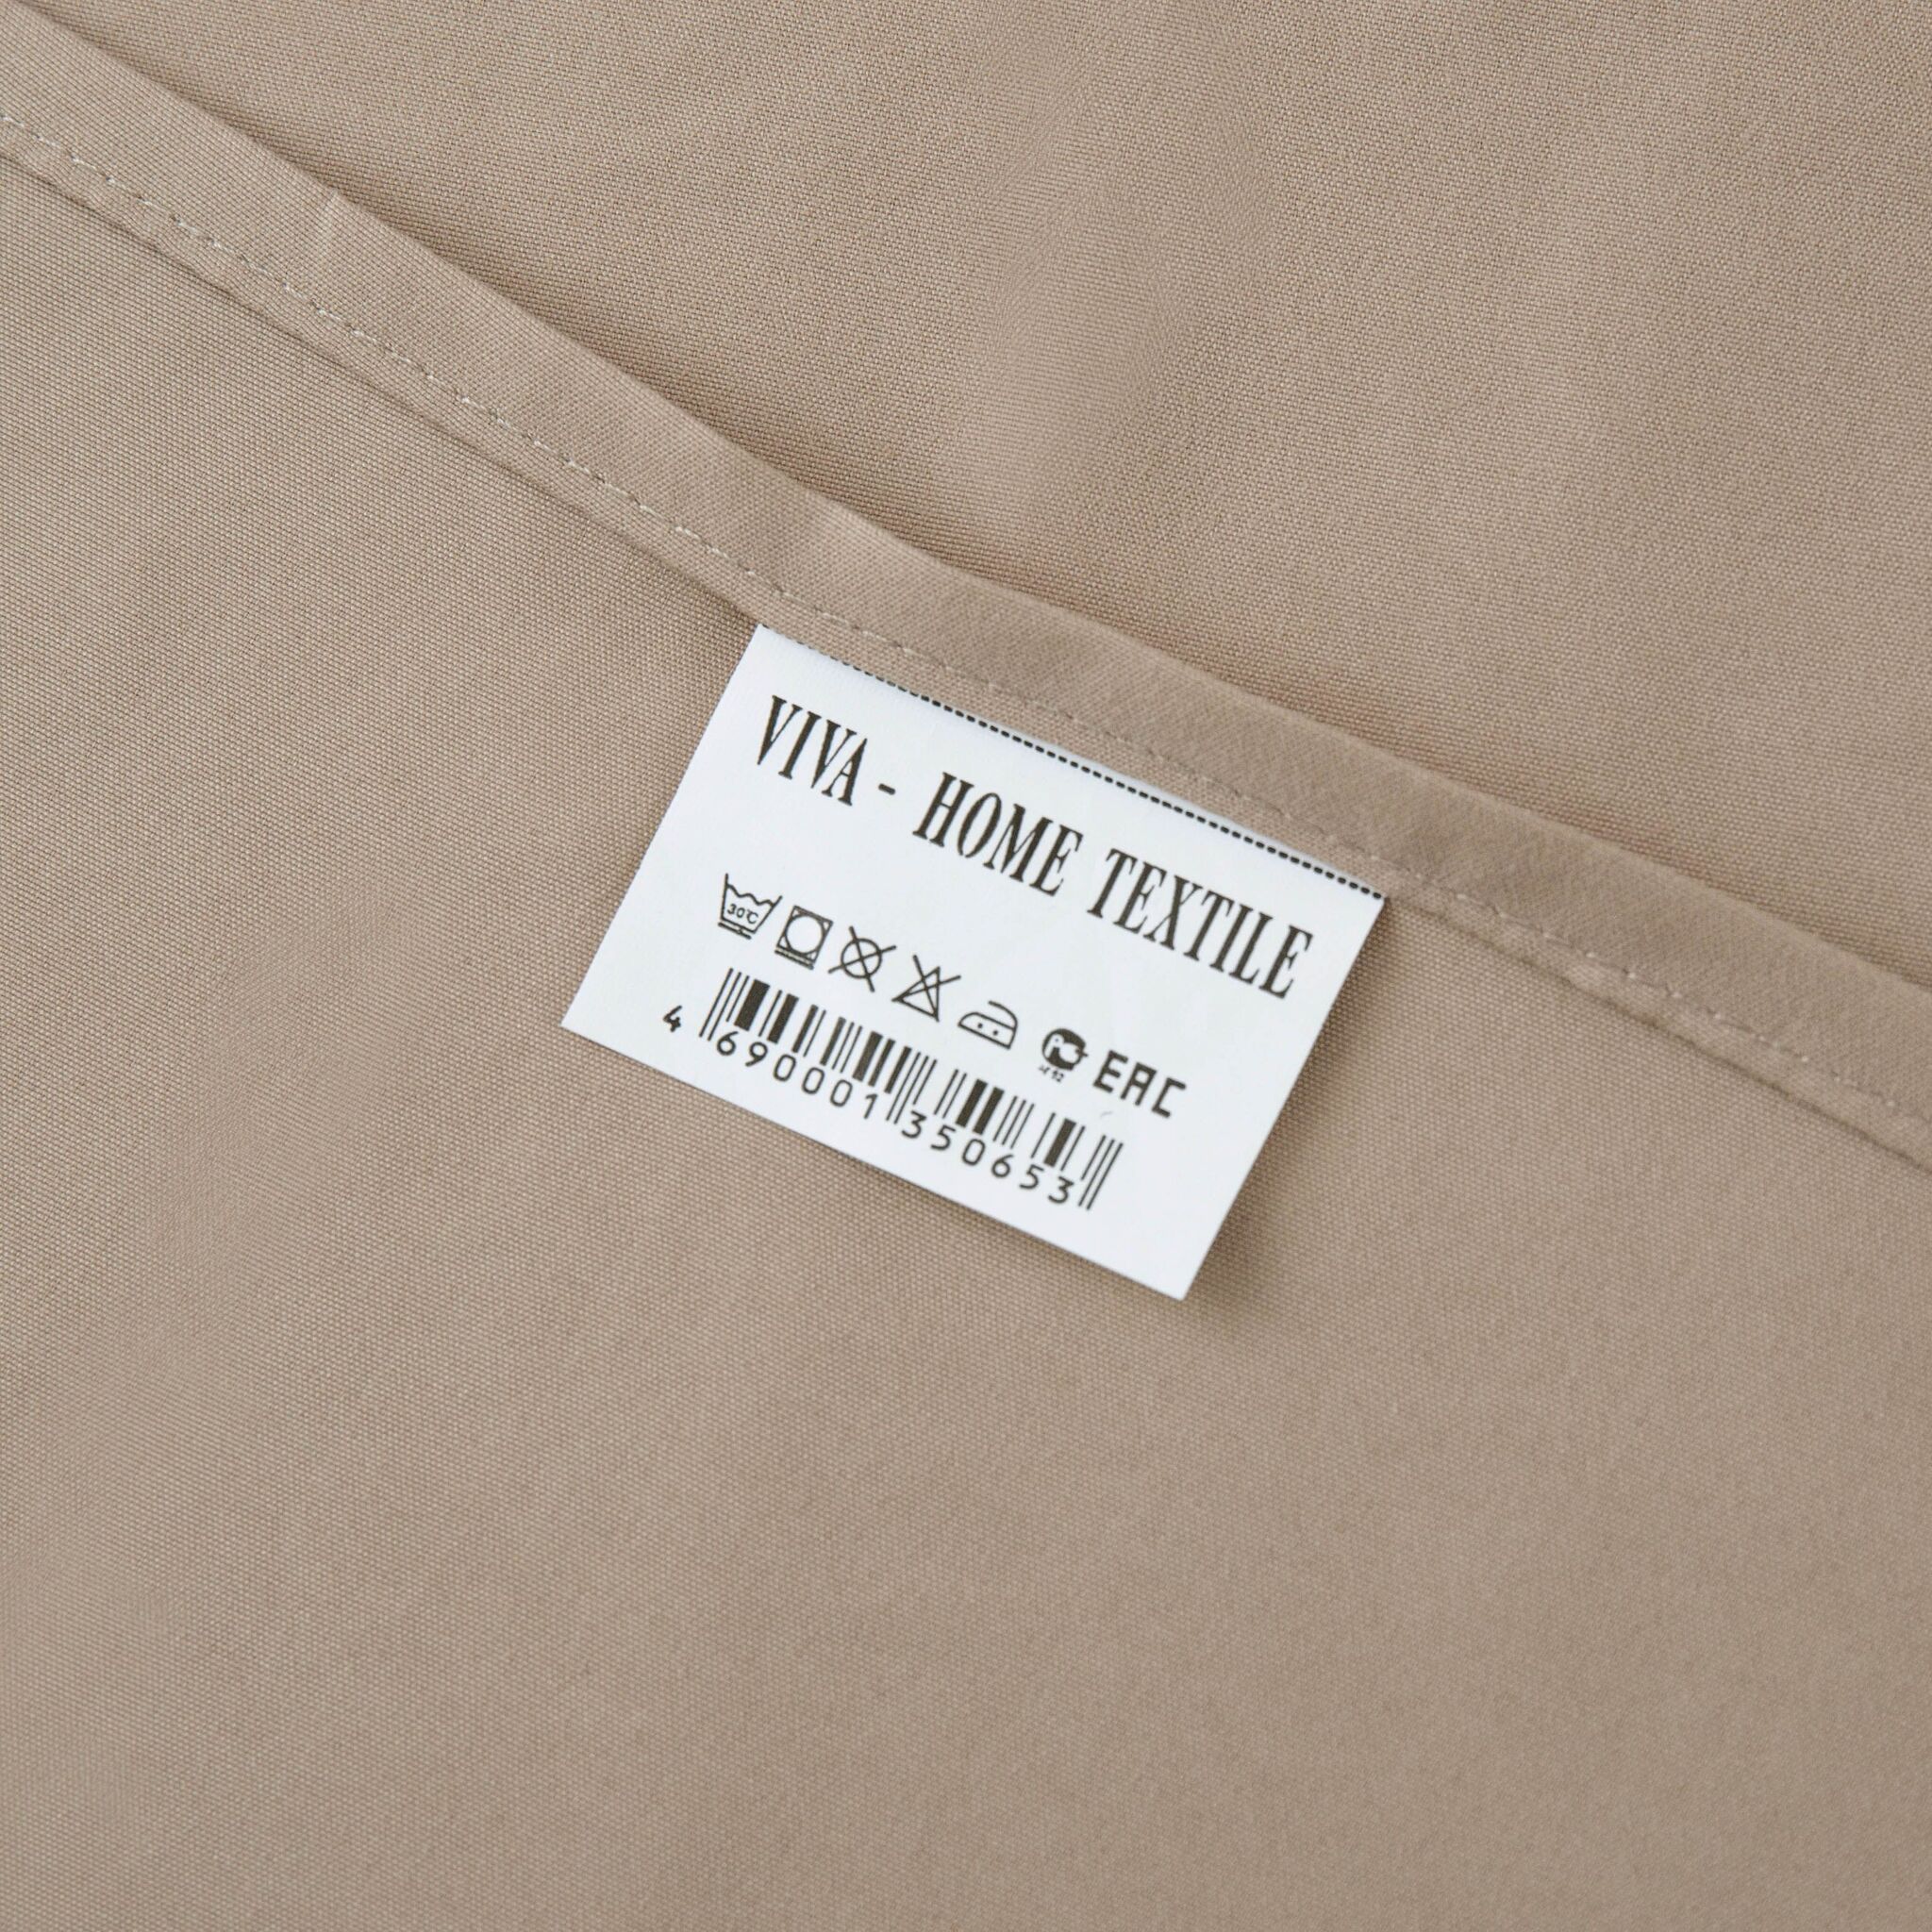 VIVA - HOME TEXTILE
30°C
EAC
4 690001 350653